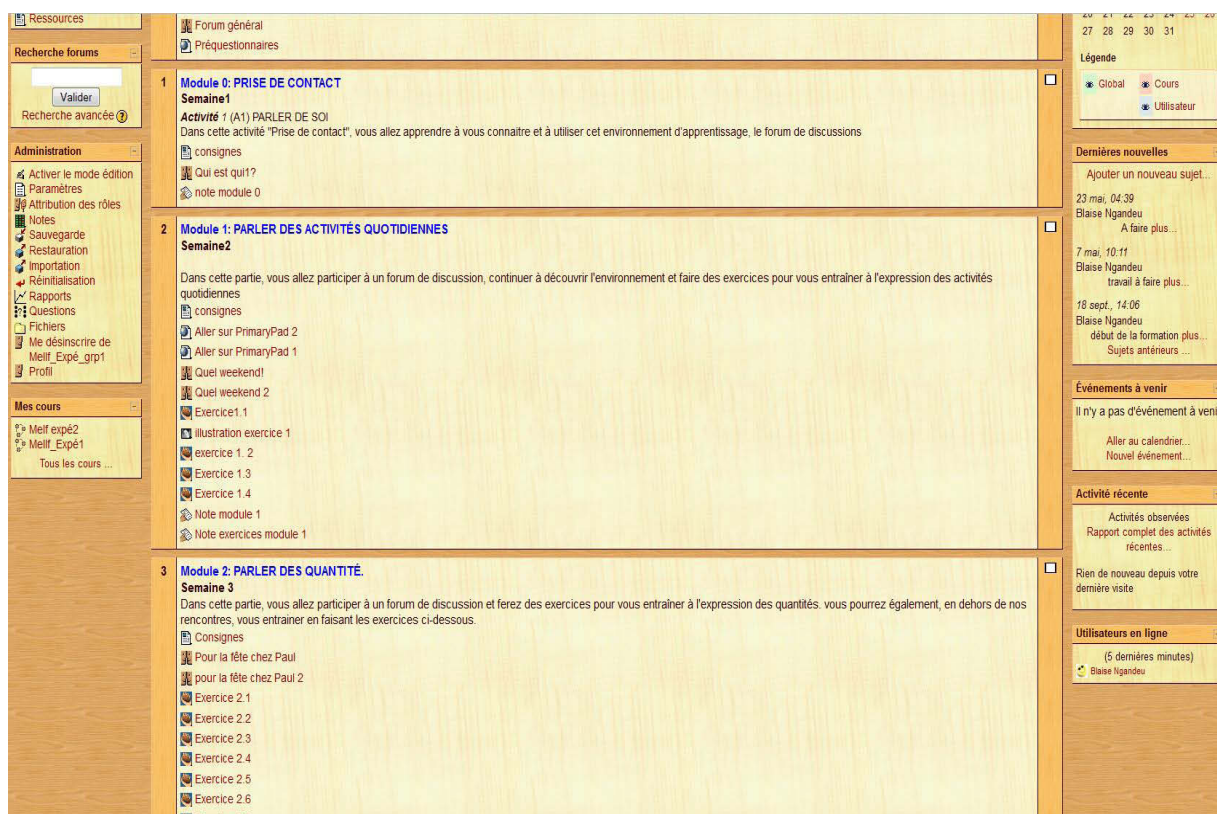 Ressources
Recherche forums
Valider
Recherche avancée
Administration
Activer le mode édition
Paramètres
Attribution des rôles
Notes
Sauvegarde
Restauration
Importation
Réinitialisation
Rapports
Questions
Fichiers
Me désinscrire de
Mellf_Expé_grp1
Profil
Mes cours
Melf expé2
Mellf_Expé1
Tous les cours ...
Forum général
Préquestionnaires
1
Module 0: PRISE DE CONTACT
Semaine1
Activité 1 (A1) PARLER DE SOI
Dans cette activité "Prise de contact", vous allez apprendre à vous connaitre et à utiliser cet environnement d'apprentissage, le forum de discussions
consignes
Qui est qui1?
note module 0
2
Module 1: PARLER DES ACTIVITÉS QUOTIDIENNES
Semaine2
Dans cette partie, vous allez participer à un forum de discussion, continuer à découvrir l'environnement et faire des exercices pour vous entraîner à l'expression des activités
quotidiennes
consignes
Aller sur PrimaryPad 2
Aller sur PrimaryPad 1
Quel weekend!
Quel weekend 2
Exercice1.1
illustration exercice 1
exercice 1. 2
Exercice 1.3
Exercice 1.4
Note module 1
Note exercices module 1
3
Module 2: PARLER DES QUANTITÉ.
Semaine 3
Dans cette partie, vous allez participer à un forum de discussion et ferez des exercices pour vous entraîner à l'expression des quantités. vous pourrez également, en dehors de nos
rencontres, vous entrainer en faisant les exercices ci-dessous.
Consignes
Pour la fête chez Paul
pour la fête chez Paul 2
Exercice 2.1
Exercice 2.2
Exercice 2.3
Exercice 2.4
Exercice 2.5
Exercice 2.6
20 21 22 23 24 25 26
27 28 29 30 31
Légende
Global Cours
Utilisateur
Dernières nouvelles
Ajouter un nouveau sujet...
23 mai, 04:39
Blaise Ngandeu
A faire plus...
7 mai, 10:11
Blaise Ngandeu
travail à faire plus...
18 sept., 14:06
Blaise Ngandeu
début de la formation plus...
Sujets antérieurs ...
Événements à venir
Il n'y a pas d'événement à veni
Aller au calendrier...
Nouvel événement...
Activité récente
Activités observées
Rapport complet des activités
récentes...
Rien de nouveau depuis votre
dernière visite
Utilisateurs en ligne
(5 dernières minutes)
Blaise Ngandeu